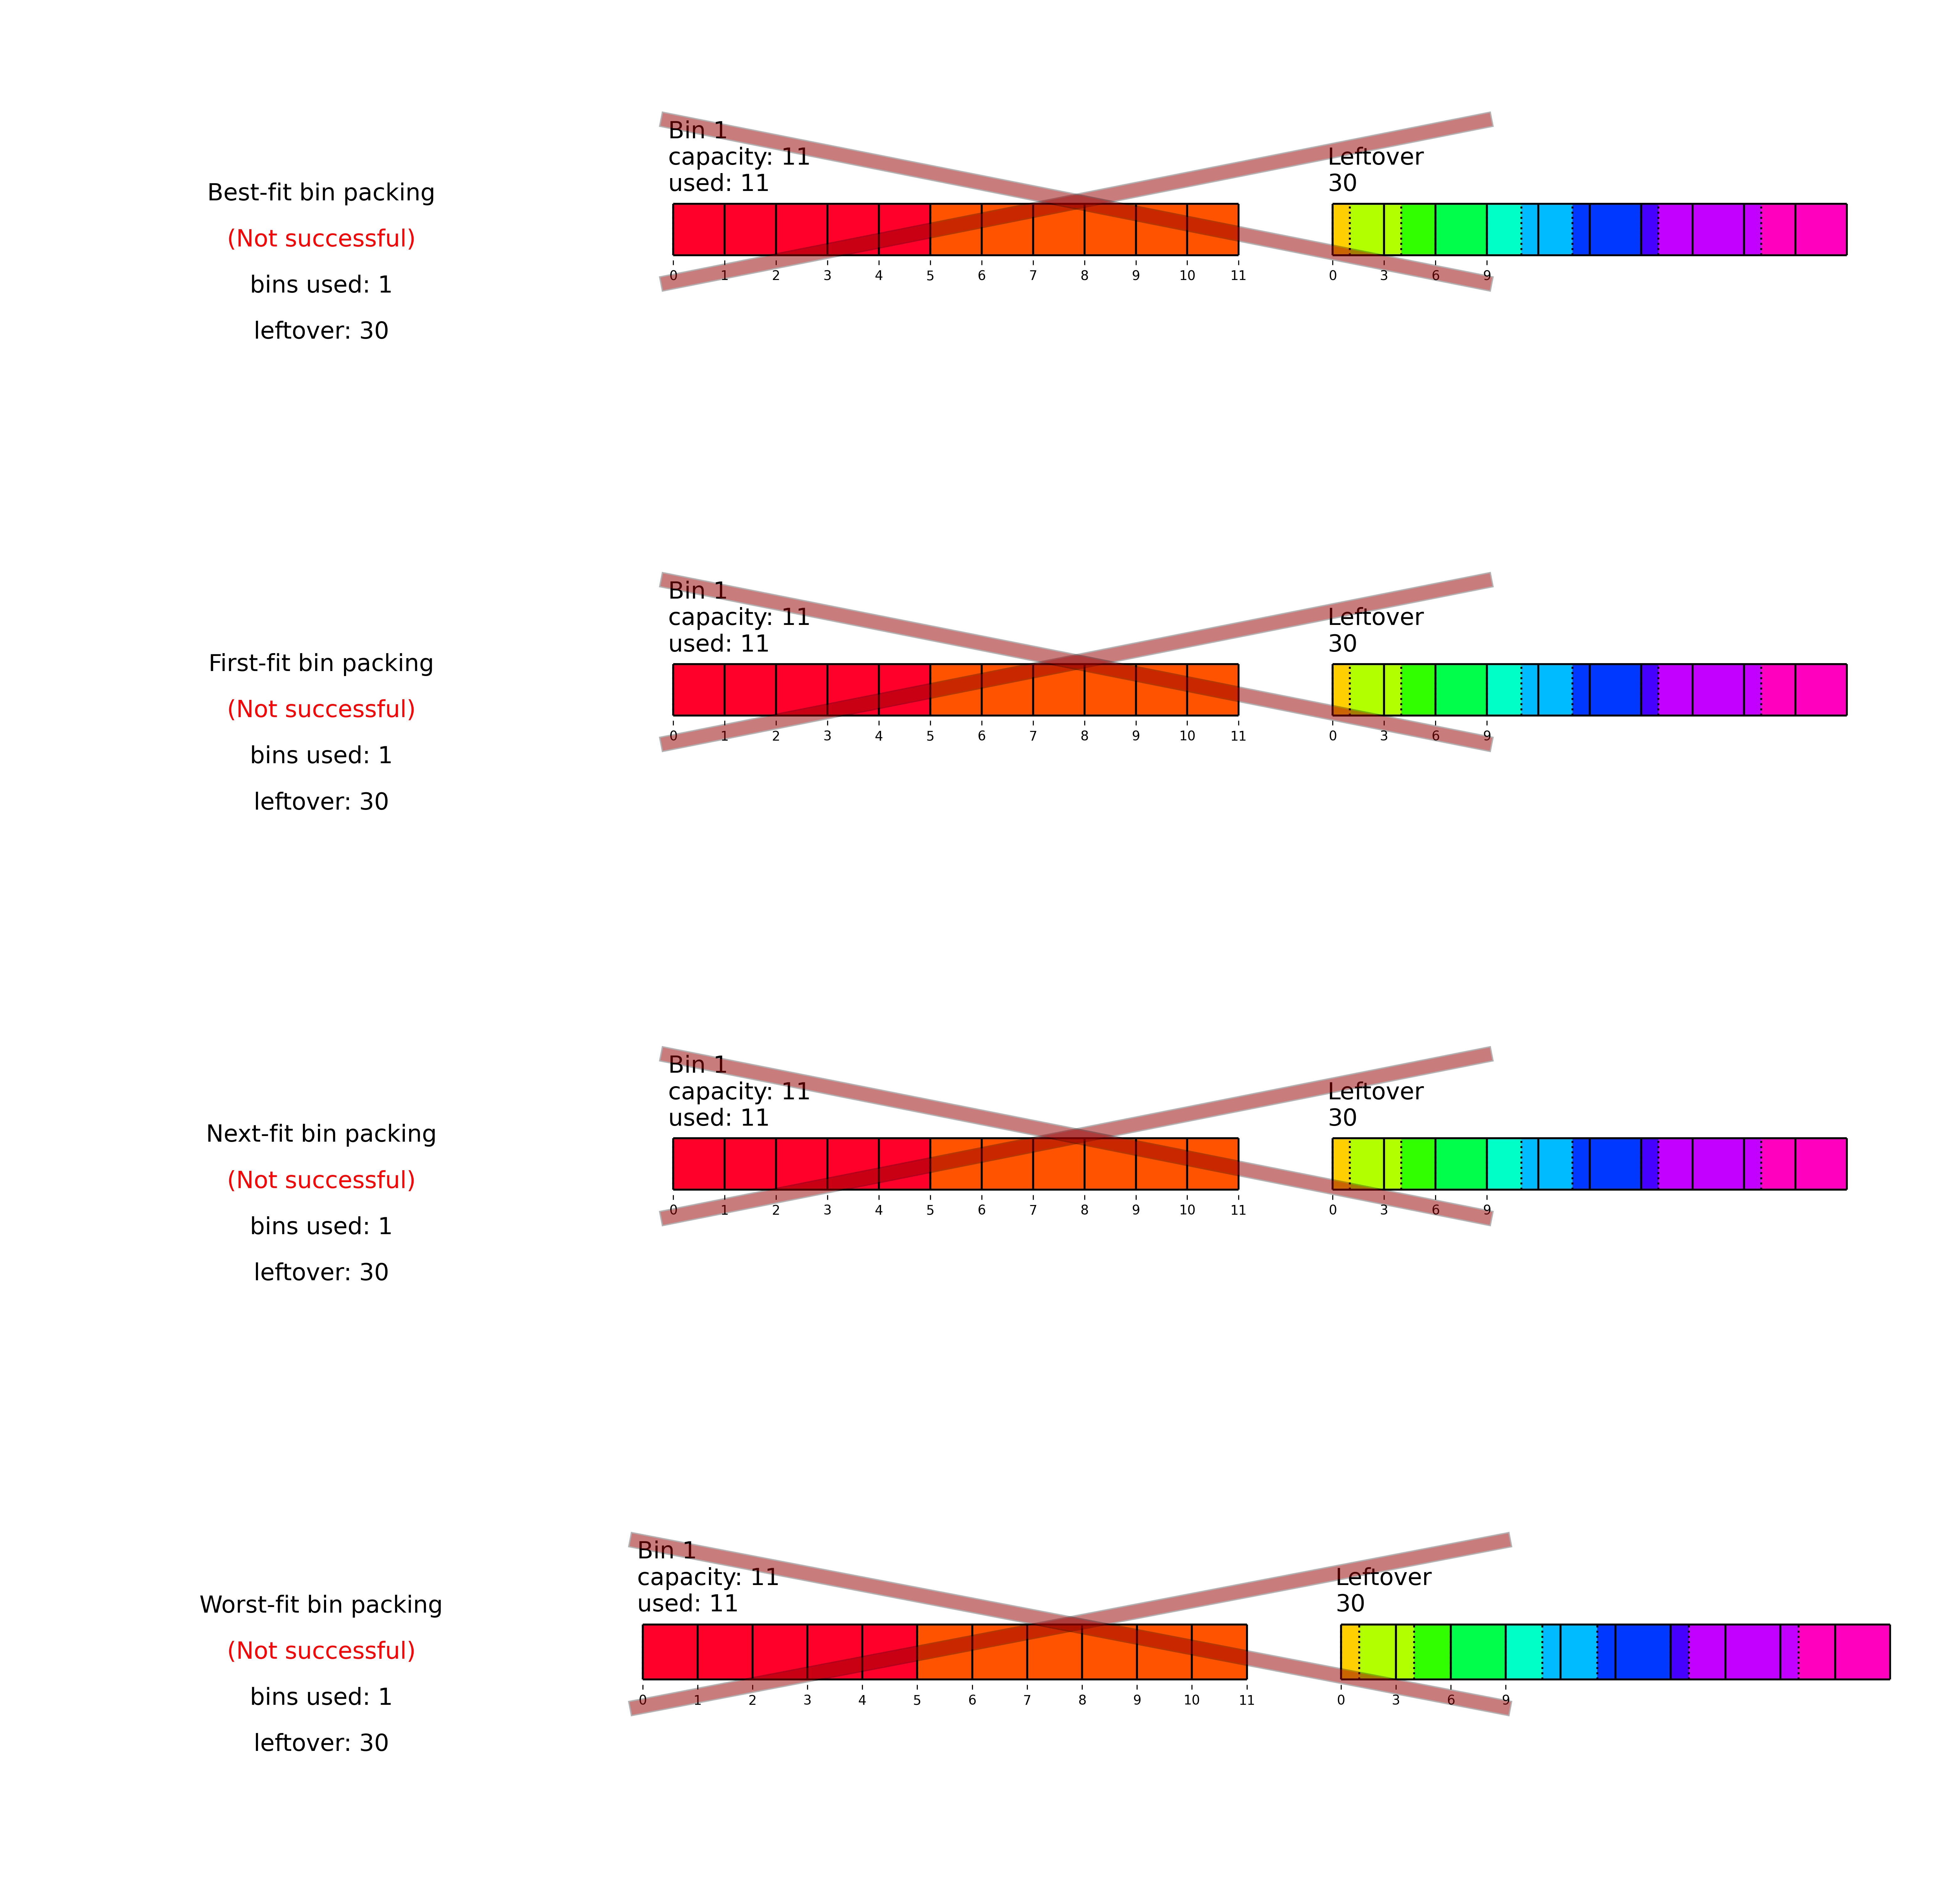 Best-fit bin packing
(Not successful)
bins used: 1
leftover: 30
Bin 1
capacity: 11
used: 11
0 1 2 3 4 5 6 7 8 9 10 11
Leftover
30
0 3 6 9
First-fit bin packing
(Not successful)
bins used: 1
leftover: 30
Bin 1
capacity: 11
used: 11
0 1 2 3 4 5 6 7 8 9 10 11
Leftover
30
0 3 6 9
Next-fit bin packing
(Not successful)
bins used: 1
leftover: 30
Bin 1
capacity: 11
used: 11
0 1 2 3 4 5 6 7 8 9 10 11
Leftover
30
0 3 6 9
Worst-fit bin packing
(Not successful)
bins used: 1
leftover: 30
Bin 1
capacity: 11
used: 11
0 1 2 3 4 5 6 7 8 9 10 11
Leftover
30
0 3 6 9